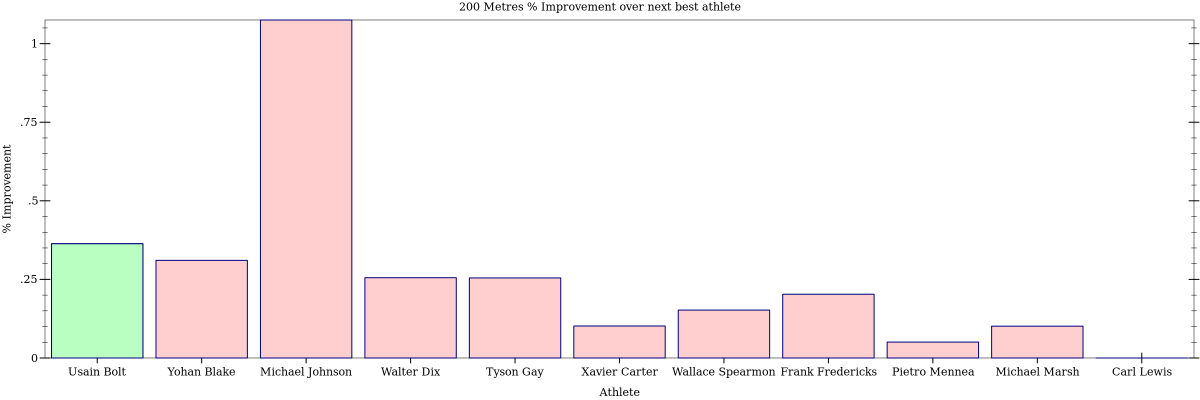 200 Metres % Improvement over next best athlete
% Improvement
1
.75
.5
.25
0
Usain Bolt Yohan Blake Michael Johnson Walter Dix Tyson Gay Xavier Carter Wallace Spearmon Frank Fredericks Pietro Mennea Michael Marsh Carl Lewis
Athlete